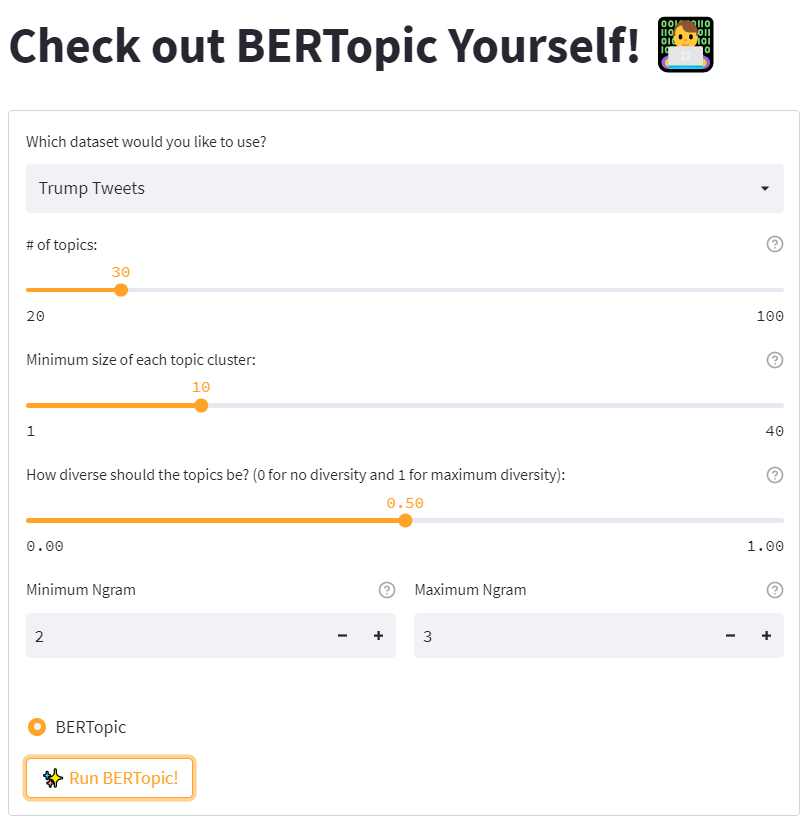 Check out BERTopic Yourself!
Which dataset would you like to use?
Trump Tweets
# of topics:
30
20 100
Minimum size of each topic cluster:
10
1 40
How diverse should the topics be? (0 for no diversity and 1 for maximum diversity):
0.50
0.00 1.00
Minimum Ngram Maximum Ngram
2 − + 3 − +
BERTopic
Run BERTopic!